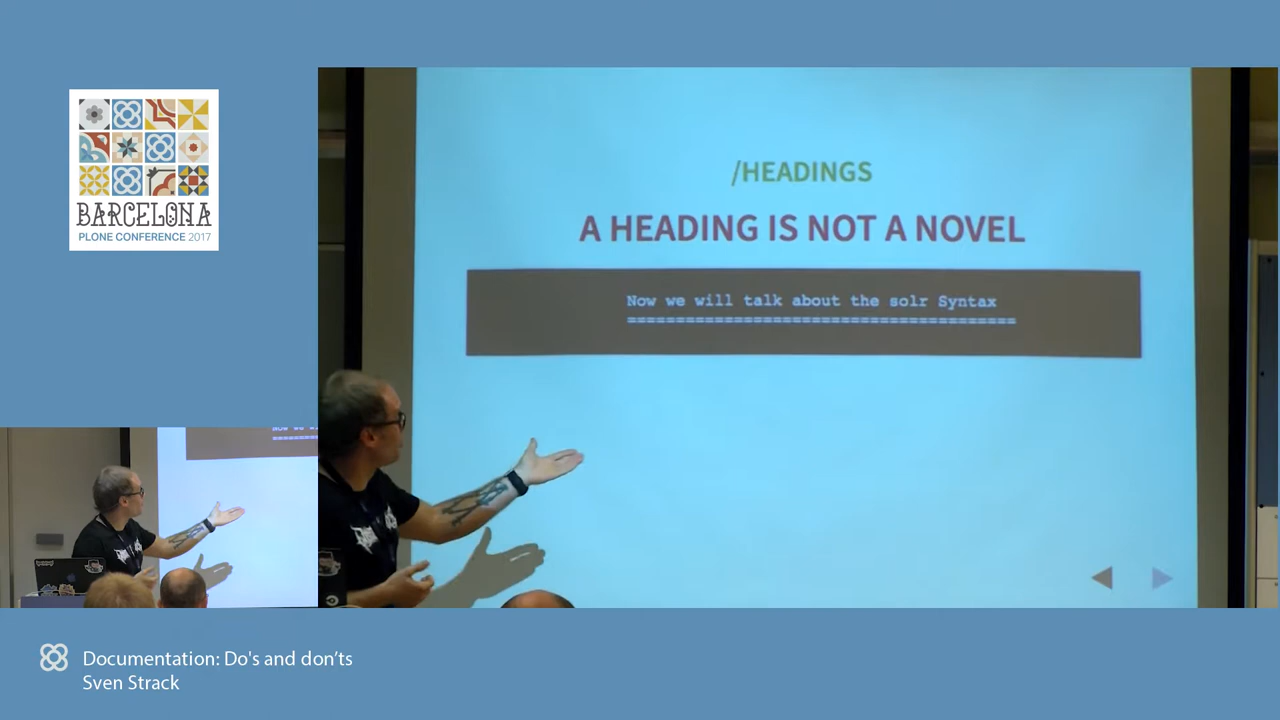 BARCELONA
PLONE CONFERENCE 2017
/HEADINGS
A HEADING IS NOT A NOVEL
Now we will talk about the solr Syntax
=======================================
Documentation: Do's and don’ts
Sven Strack